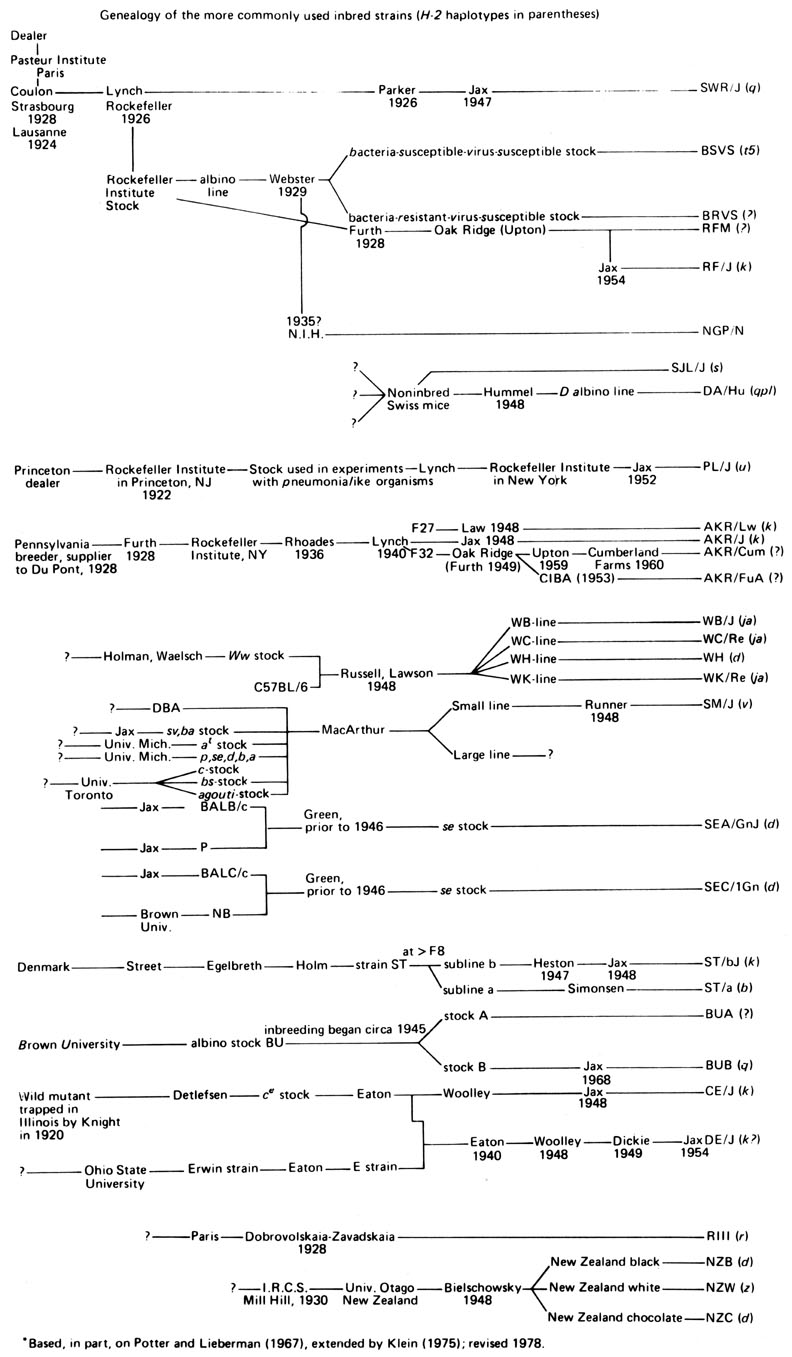 Genealogy of the more commonly used inbred strains (H-2 haplotypes in parentheses)
Dealer
Pasteur Institute
Paris
Coulon Lynch Parker Jax SWR/J (q)
Strasbourg Rockefeller 1926 1947
1928 1926
Lausanne
1924
bacteria-susceptible-virus-susceptible stock BSVS (t5)
Rockefeller albino Webster
Institute line 1929
Stock
bacteria-resistant-virus-susceptible stock BRVS (?)
Furth Oak Ridge (Upton) RFM (?)
1928
Jax RF/J (k)
1954
1935?
N.I.H. NGP/N
? SJL/J (s)
? Noninbred Hummel D albino line DA/Hu (qpl)
Swiss mice 1948
?
Princeton Rockefeller Institute Stock used in experiments Lynch Rockefeller Institute Jax PL/J (u)
dealer in Princeton, NJ with pneumonia/ike organisms in New York 1952
1922
F27 Law 1948 AKR/Lw (k)
Pennsylvania Furth Rockefeller Rhoades Lynch Jax 1948 AKR/J (k)
breeder, supplier 1928 Institute, NY 1936 1940 F32 Oak Ridge Upton Cumberland AKR/Cum (?)
to Du Pont, 1928 (Furth 1949) 1959 Farms 1960
CIBA (1953) AKR/FuA (?)
WB-line WB/J (ja)
WC-line WC/Re (ja)
? Holman, Waelsch Ww stock WH-line WH (d)
Russell, Lawson
C57BL/6 1948 WK-line WK/Re (ja)
? DBA Small line Runner SM/J (v)
1948
? Jax sv,ba stock MacArthur
? Univ. Mich. aᵗ stock
? Univ. Mich. p,se,d,b,a Large line ?
c-stock
? Univ. bs-stock
Toronto agouti-stock
Jax BALB/c
Green,
prior to 1946 se stock SEA/GnJ (d)
Jax P
Jax BALC/c
Green,
prior to 1946 se stock SEC/1Gn (d)
Brown NB
Univ.
at > F8
Denmark Street Egelbreth Holm strain ST subline b Heston Jax ST/bJ (k)
1947 1948
subline a Simonsen ST/a (b)
stock A BUA (?)
inbreeding began circa 1945
Brown University albino stock BU
stock B Jax BUB (q)
1968
Wild mutant Detlefsen cᵉ stock Eaton Woolley Jax CE/J (k)
trapped in 1948
Illinois by Knight
in 1920
Eaton Woolley Dickie Jax DE/J (k?)
1940 1948 1949 1954
? Ohio State Erwin strain Eaton E strain
University
? Paris Dobrovolskaia-Zavadskaia RIII (r)
1928
New Zealand black NZB (d)
? I.R.C.S. Univ. Otago Bielschowsky New Zealand white NZW (z)
Mill Hill, 1930 New Zealand 1948
New Zealand chocolate NZC (d)
*Based, in part, on Potter and Lieberman (1967), extended by Klein (1975); revised 1978.